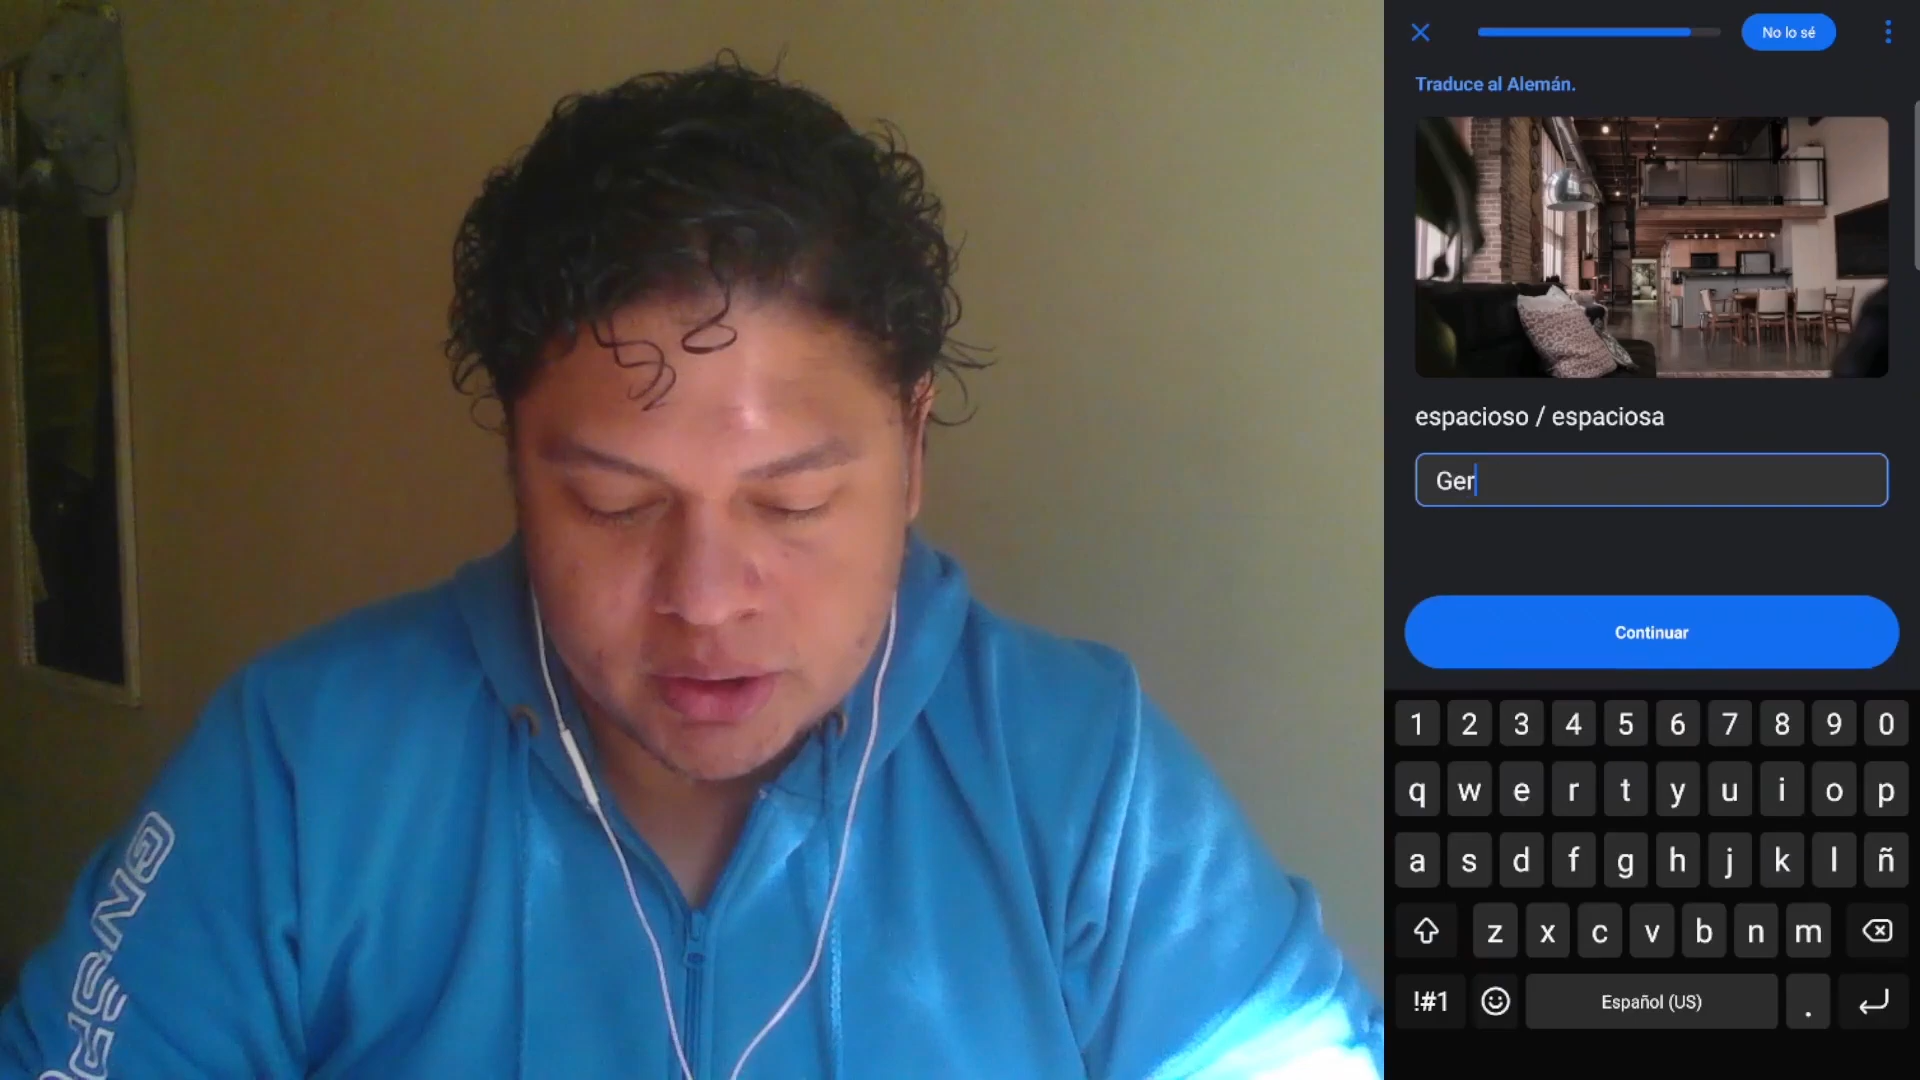 No lo sé
Traduce al Alemán.
espacioso / espaciosa
Ger
Continuar
1 2 3 4 5 6 7 8 9 0
q w e r t y u i o p
a s d f g h j k l ñ
z x c v b n m
!#1 Español (US) .